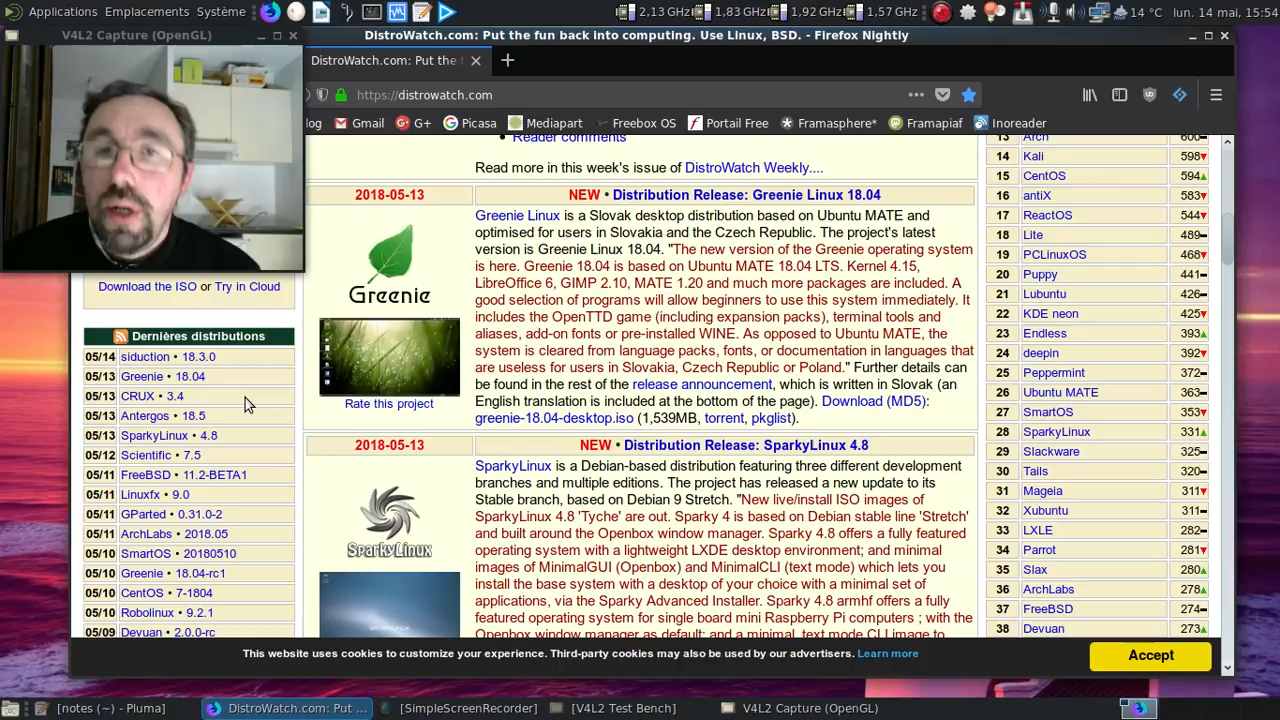 Applications Emplacements Système
2,13 GHz 1,83 GHz 1,92 GHz 1,57 GHz 14 °C lun. 14 mai, 15:54
V4L2 Capture (OpenGL)
DistroWatch.com: Put the fun back into computing. Use Linux, BSD. - Firefox Nightly
DistroWatch.com: Put the
https://distrowatch.com
log Gmail G+ Picasa Mediapart Freebox OS Portail Free Framasphere* Framapiaf Inoreader
Reader comments
Read more in this week's issue of DistroWatch Weekly....
2018-05-13
NEW • Distribution Release: Greenie Linux 18.04
Greenie
Rate this project
Greenie Linux is a Slovak desktop distribution based on Ubuntu MATE and
optimised for users in Slovakia and the Czech Republic. The project's latest
version is Greenie Linux 18.04. "The new version of the Greenie operating system
is here. Greenie 18.04 is based on Ubuntu MATE 18.04 LTS. Kernel 4.15,
LibreOffice 6, GIMP 2.10, MATE 1.20 and much more packages are included. A
good selection of programs will allow beginners to use this system immediately. It
includes the OpenTTD game (including expansion packs), terminal tools and
aliases, add-on fonts or pre-installed WINE. As opposed to Ubuntu MATE, the
system is cleared from language packs, fonts, or documentation in languages that
are useless for users in Slovakia, Czech Republic or Poland." Further details can
be found in the rest of the release announcement, which is written in Slovak (an
English translation is included at the bottom of the page). Download (MD5):
greenie-18.04-desktop.iso (1,539MB, torrent, pkglist).
2018-05-13
NEW • Distribution Release: SparkyLinux 4.8
SparkyLinux
SparkyLinux is a Debian-based distribution featuring three different development
branches and multiple editions. The project has released a new update to its
Stable branch, based on Debian 9 Stretch. "New live/install ISO images of
SparkyLinux 4.8 'Tyche' are out. Sparky 4 is based on Debian stable line 'Stretch'
and built around the Openbox window manager. Sparky 4.8 offers a fully featured
operating system with a lightweight LXDE desktop environment; and minimal
images of MinimalGUI (Openbox) and MinimalCLI (text mode) which lets you
install the base system with a desktop of your choice with a minimal set of
applications, via the Sparky Advanced Installer. Sparky 4.8 armhf offers a fully
featured operating system for single board mini Raspberry Pi computers ; with the
Openbox window manager as default; and a minimal, text mode CLI image to
Download the ISO or Try in Cloud
Dernières distributions
05/14 siduction • 18.3.0
05/13 Greenie • 18.04
05/13 CRUX • 3.4
05/13 Antergos • 18.5
05/13 SparkyLinux • 4.8
05/12 Scientific • 7.5
05/11 FreeBSD • 11.2-BETA1
05/11 Linuxfx • 9.0
05/11 GParted • 0.31.0-2
05/11 ArchLabs • 2018.05
05/10 SmartOS • 20180510
05/10 Greenie • 18.04-rc1
05/10 CentOS • 7-1804
05/10 Robolinux • 9.2.1
05/09 Devuan • 2.0.0-rc
13 Arch 600
14 Kali 598
15 CentOS 594
16 antiX 583
17 ReactOS 544
18 Lite 489
19 PCLinuxOS 468
20 Puppy 441
21 Lubuntu 426
22 KDE neon 425
23 Endless 393
24 deepin 392
25 Peppermint 372
26 Ubuntu MATE 363
27 SmartOS 353
28 SparkyLinux 331
29 Slackware 325
30 Tails 320
31 Mageia 311
32 Xubuntu 311
33 LXLE 282
34 Parrot 281
35 Slax 280
36 ArchLabs 278
37 FreeBSD 274
38 Devuan 273
This website uses cookies to customize your experience. Third-party cookies may also be used by our advertisers. Learn more
Accept
[notes (~) - Pluma] DistroWatch.com: Put ... [SimpleScreenRecorder] [V4L2 Test Bench] V4L2 Capture (OpenGL)